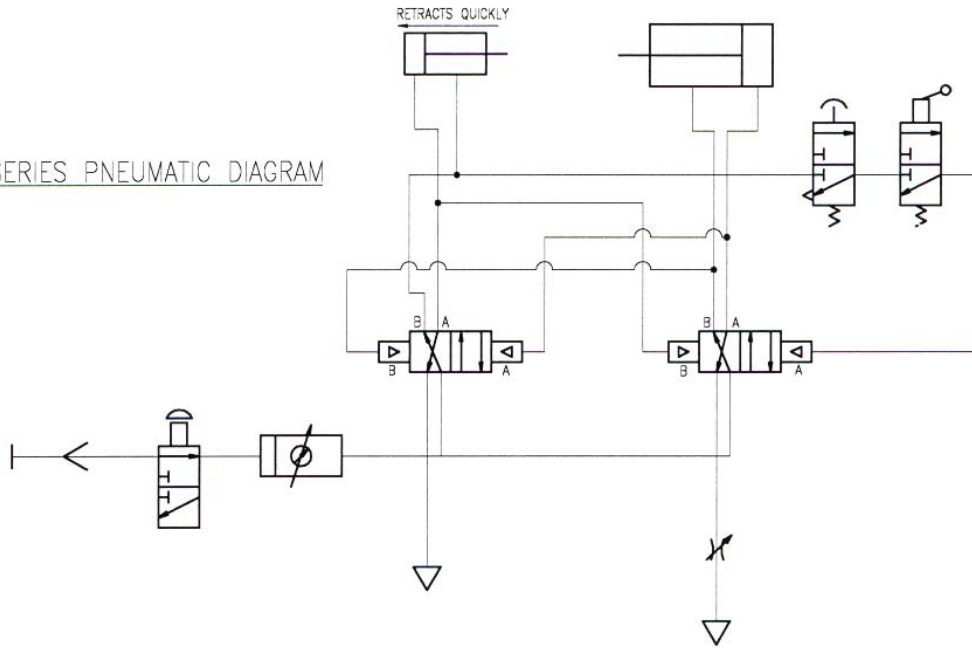 RETRACTS QUICKLY
SERIES PNEUMATIC DIAGRAM
B A
B A
B A
B A